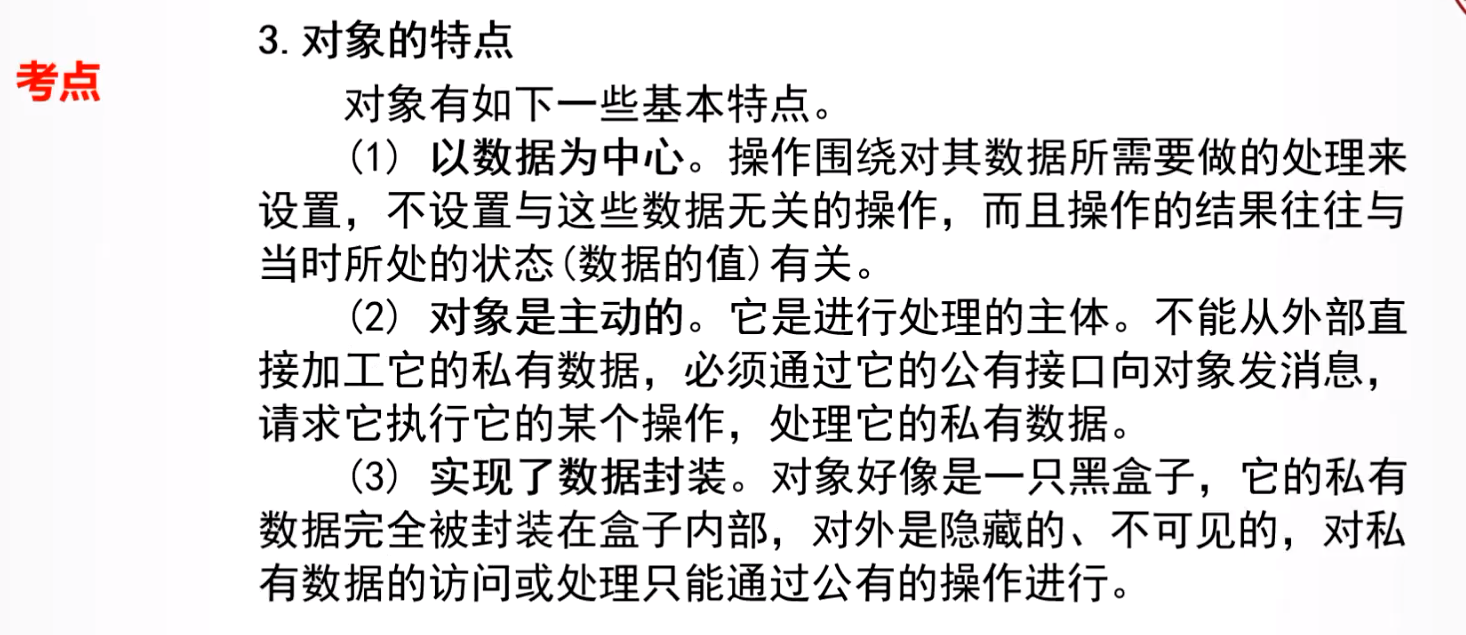 考点
3. 对象的特点
对象有如下一些基本特点。
(1) 以数据为中心。操作围绕对其数据所需要做的处理来
设置，不设置与这些数据无关的操作，而且操作的结果往往与
当时所处的状态(数据的值)有关。
(2) 对象是主动的。它是进行处理的主体。不能从外部直
接加工它的私有数据，必须通过它的公有接口向对象发消息，
请求它执行它的某个操作，处理它的私有数据。
(3) 实现了数据封装。对象好像是一只黑盒子，它的私有
数据完全被封装在盒子内部，对外是隐藏的、不可见的，对私
有数据的访问或处理只能通过公有的操作进行。